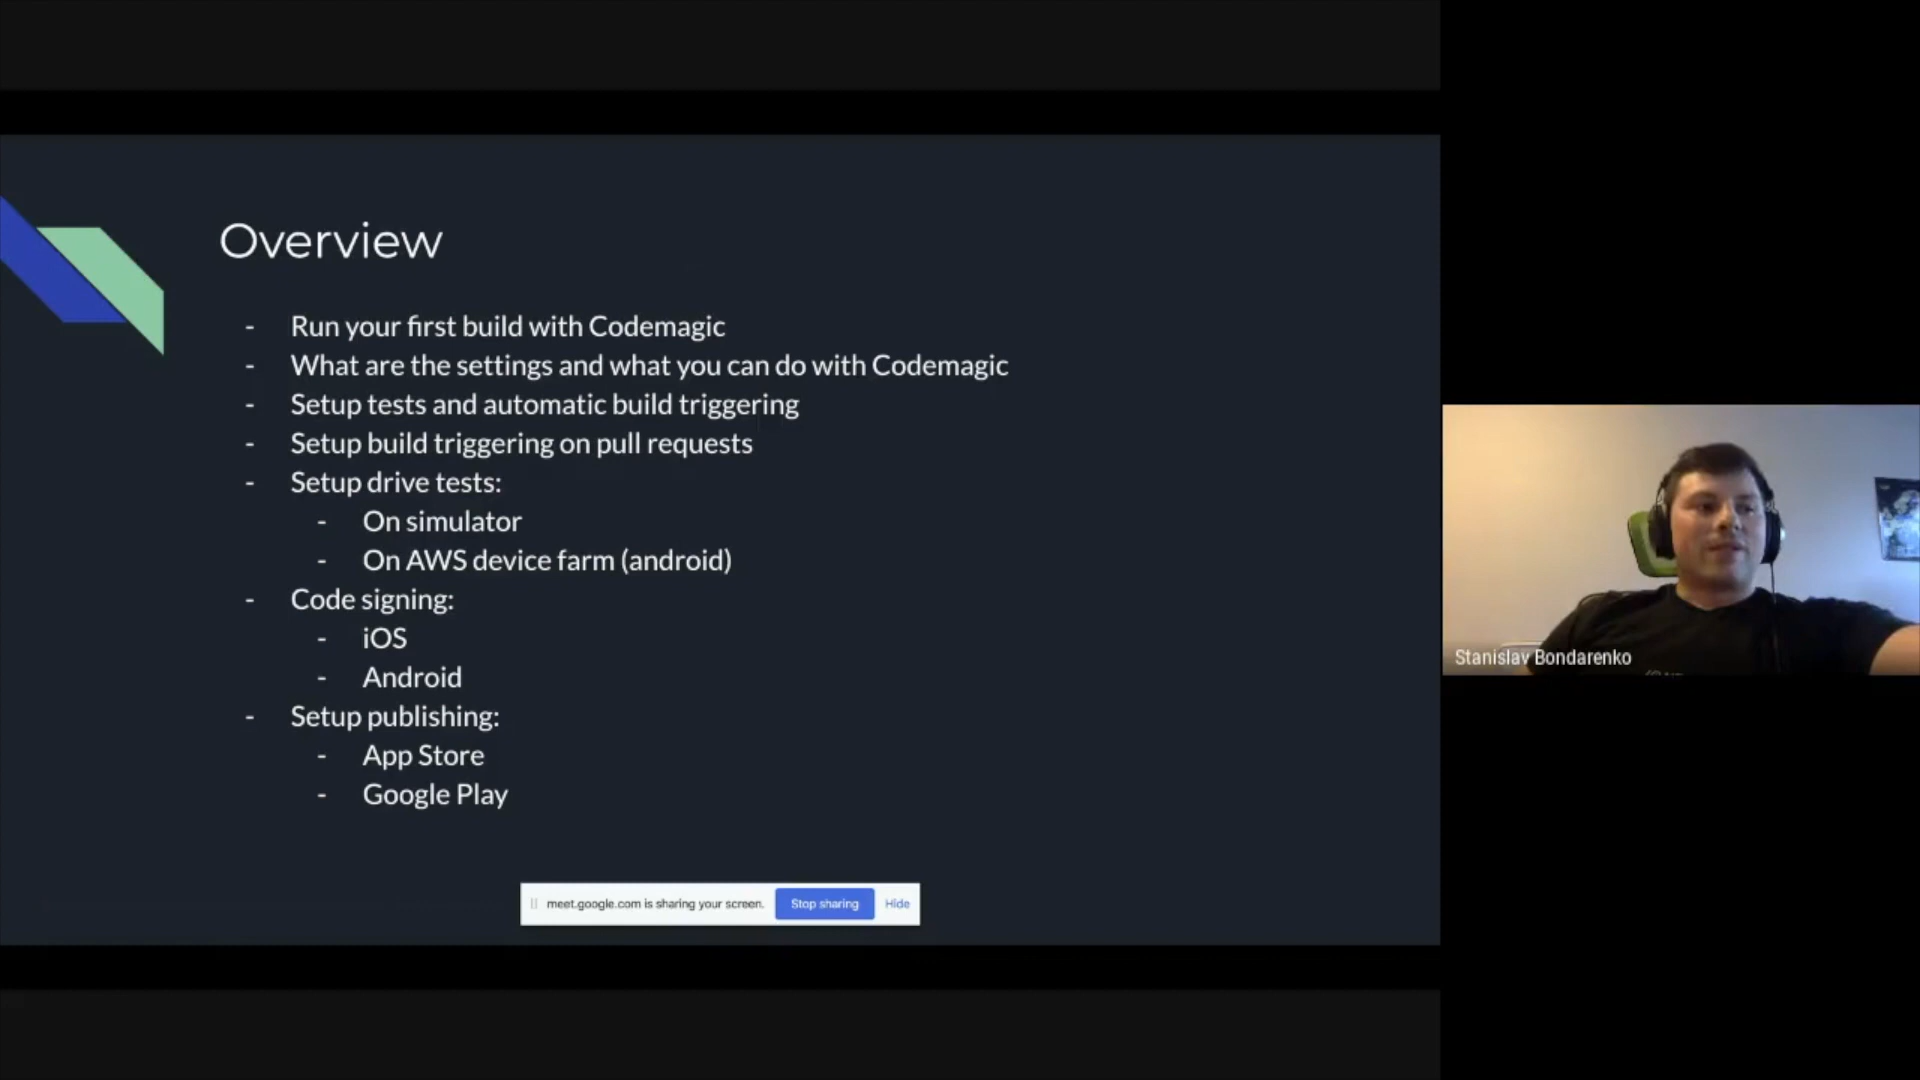 Overview
- Run your first build with Codemagic
- What are the settings and what you can do with Codemagic
- Setup tests and automatic build triggering
- Setup build triggering on pull requests
- Setup drive tests:
- On simulator
- On AWS device farm (android)
- Code signing:
- iOS
- Android
- Setup publishing:
- App Store
- Google Play
meet.google.com is sharing your screen. Stop sharing Hide
Stanislav Bondarenko